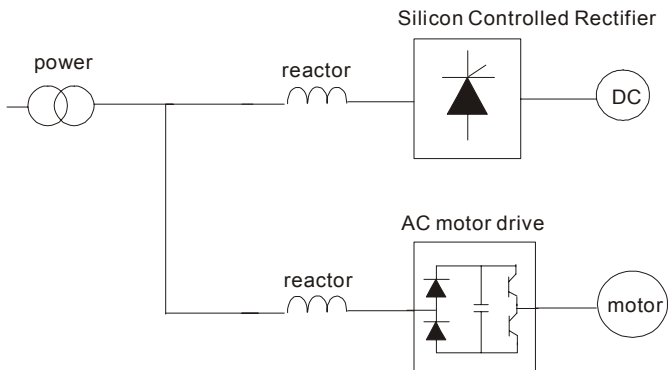 Silicon Controlled Rectifier
power
reactor
DC
AC motor drive
reactor
motor